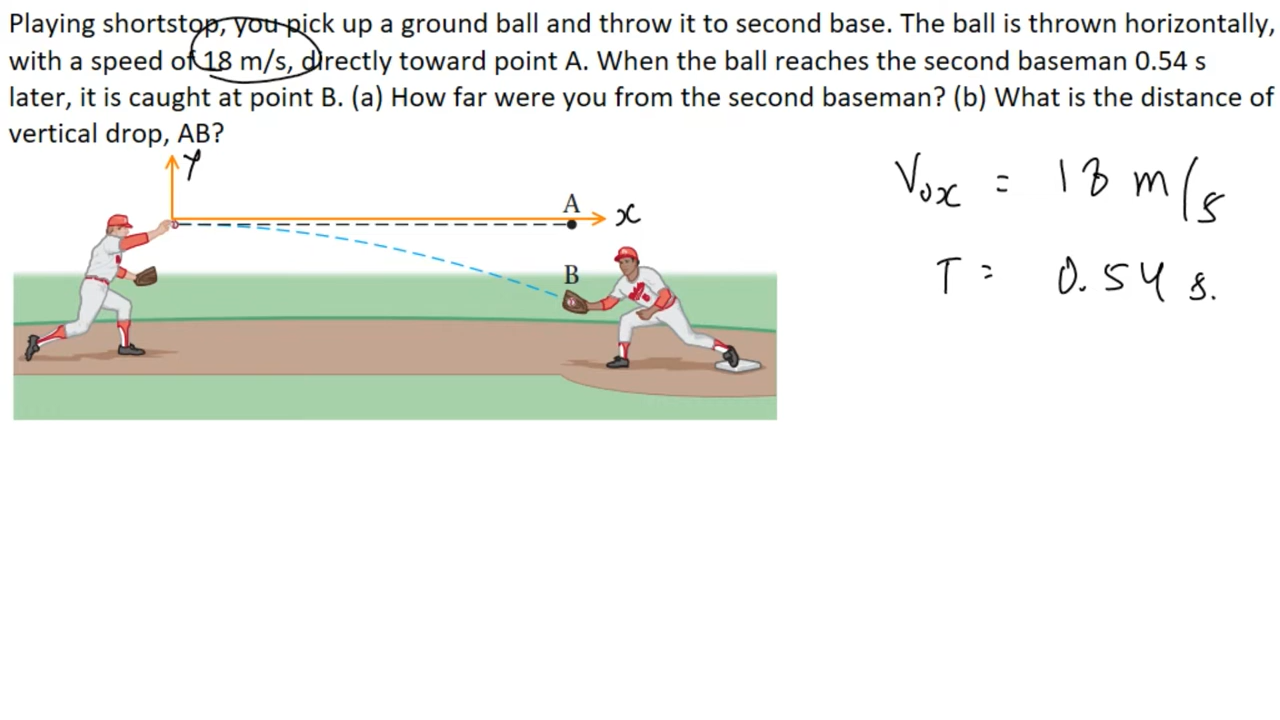 Playing shortstop, you pick up a ground ball and throw it to second base. The ball is thrown horizontally,
with a speed of 18 m/s, directly toward point A. When the ball reaches the second baseman 0.54 s
later, it is caught at point B. (a) How far were you from the second baseman? (b) What is the distance of
vertical drop, AB?
Y
A
x
B
Vox = 18 m/s
T = 0.54 s.